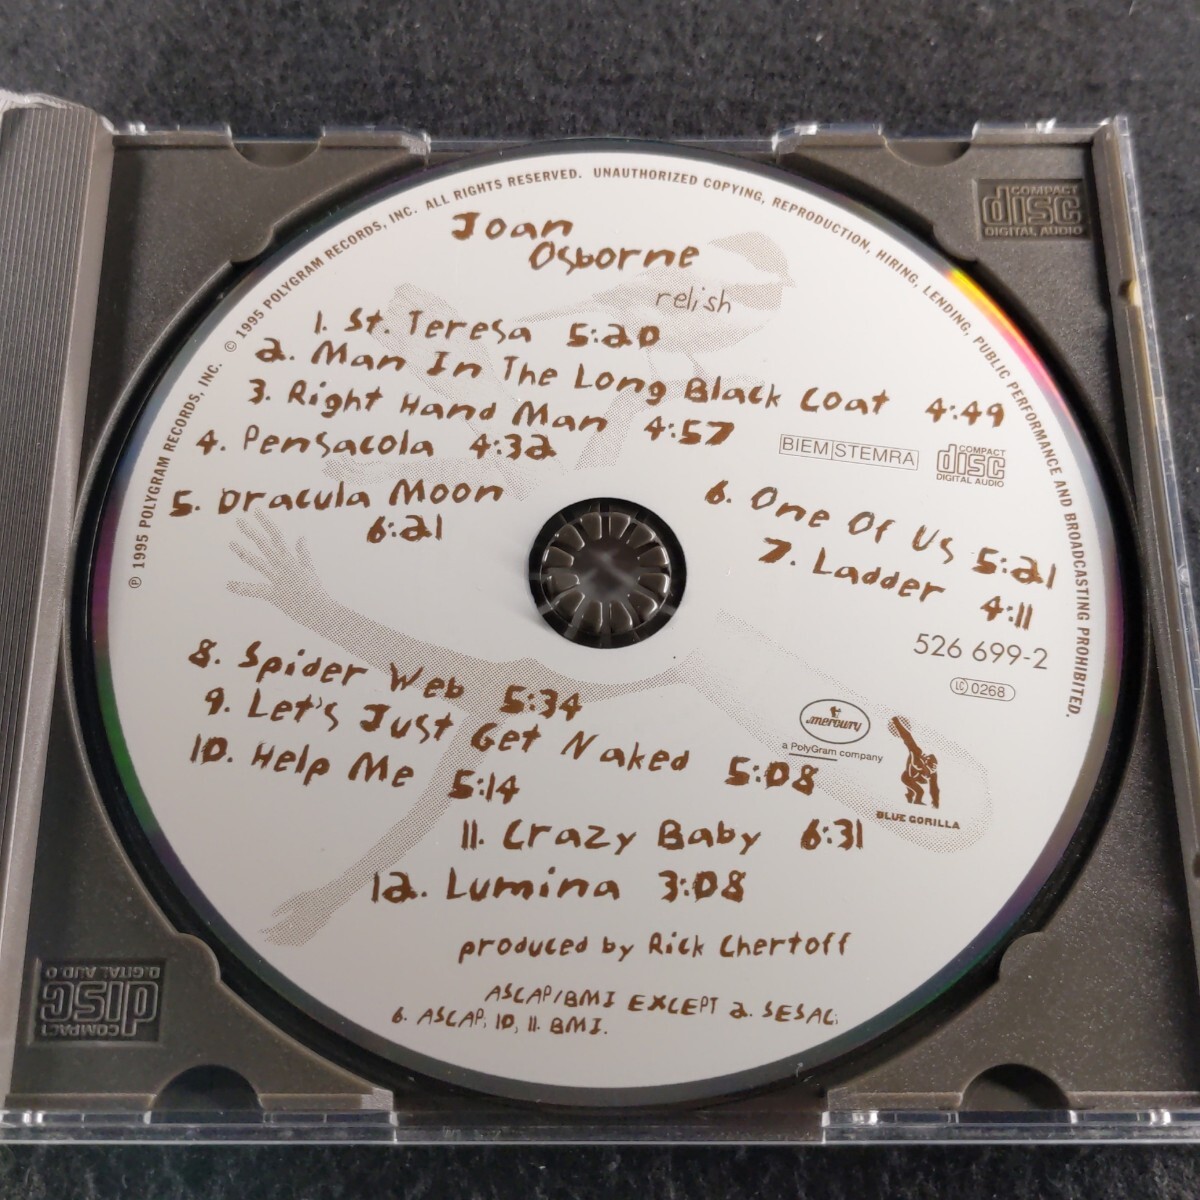 ℗ 1995 POLYGRAM RECORDS, INC. © 1995 POLYGRAM RECORDS, INC. ALL RIGHTS RESERVED. UNAUTHORIZED COPYING, REPRODUCTION, HIRING, LENDING, PUBLIC PERFORMANCE AND BROADCASTING PROHIBITED.
COMPACT
disc
DIGITAL AUDIO
Joan
Osborne
relish
1. St. Teresa 5:20
2. Man In The Long Black Coat 4:49
3. Right Hand Man 4:57
4. Pensacola 4:32
BIEM STEMRA
COMPACT
disc
DIGITAL AUDIO
5. Dracula Moon
6:21
6. One Of Us 5:21
7. Ladder 4:11
526 699-2
LC 0268
8. Spider Web 5:34
9. Let's Just Get Naked 5:08
10. Help Me 5:14
mercury
a PolyGram company
BLUE GORILLA
11. Crazy Baby 6:31
12. Lumina 3:08
produced by Rick Chertoff
ASCAP/BMI EXCEPT 2. SESAC;
6. ASCAP; 10, 11. BMI.
COMPACT
disc
DIGITAL AUDIO